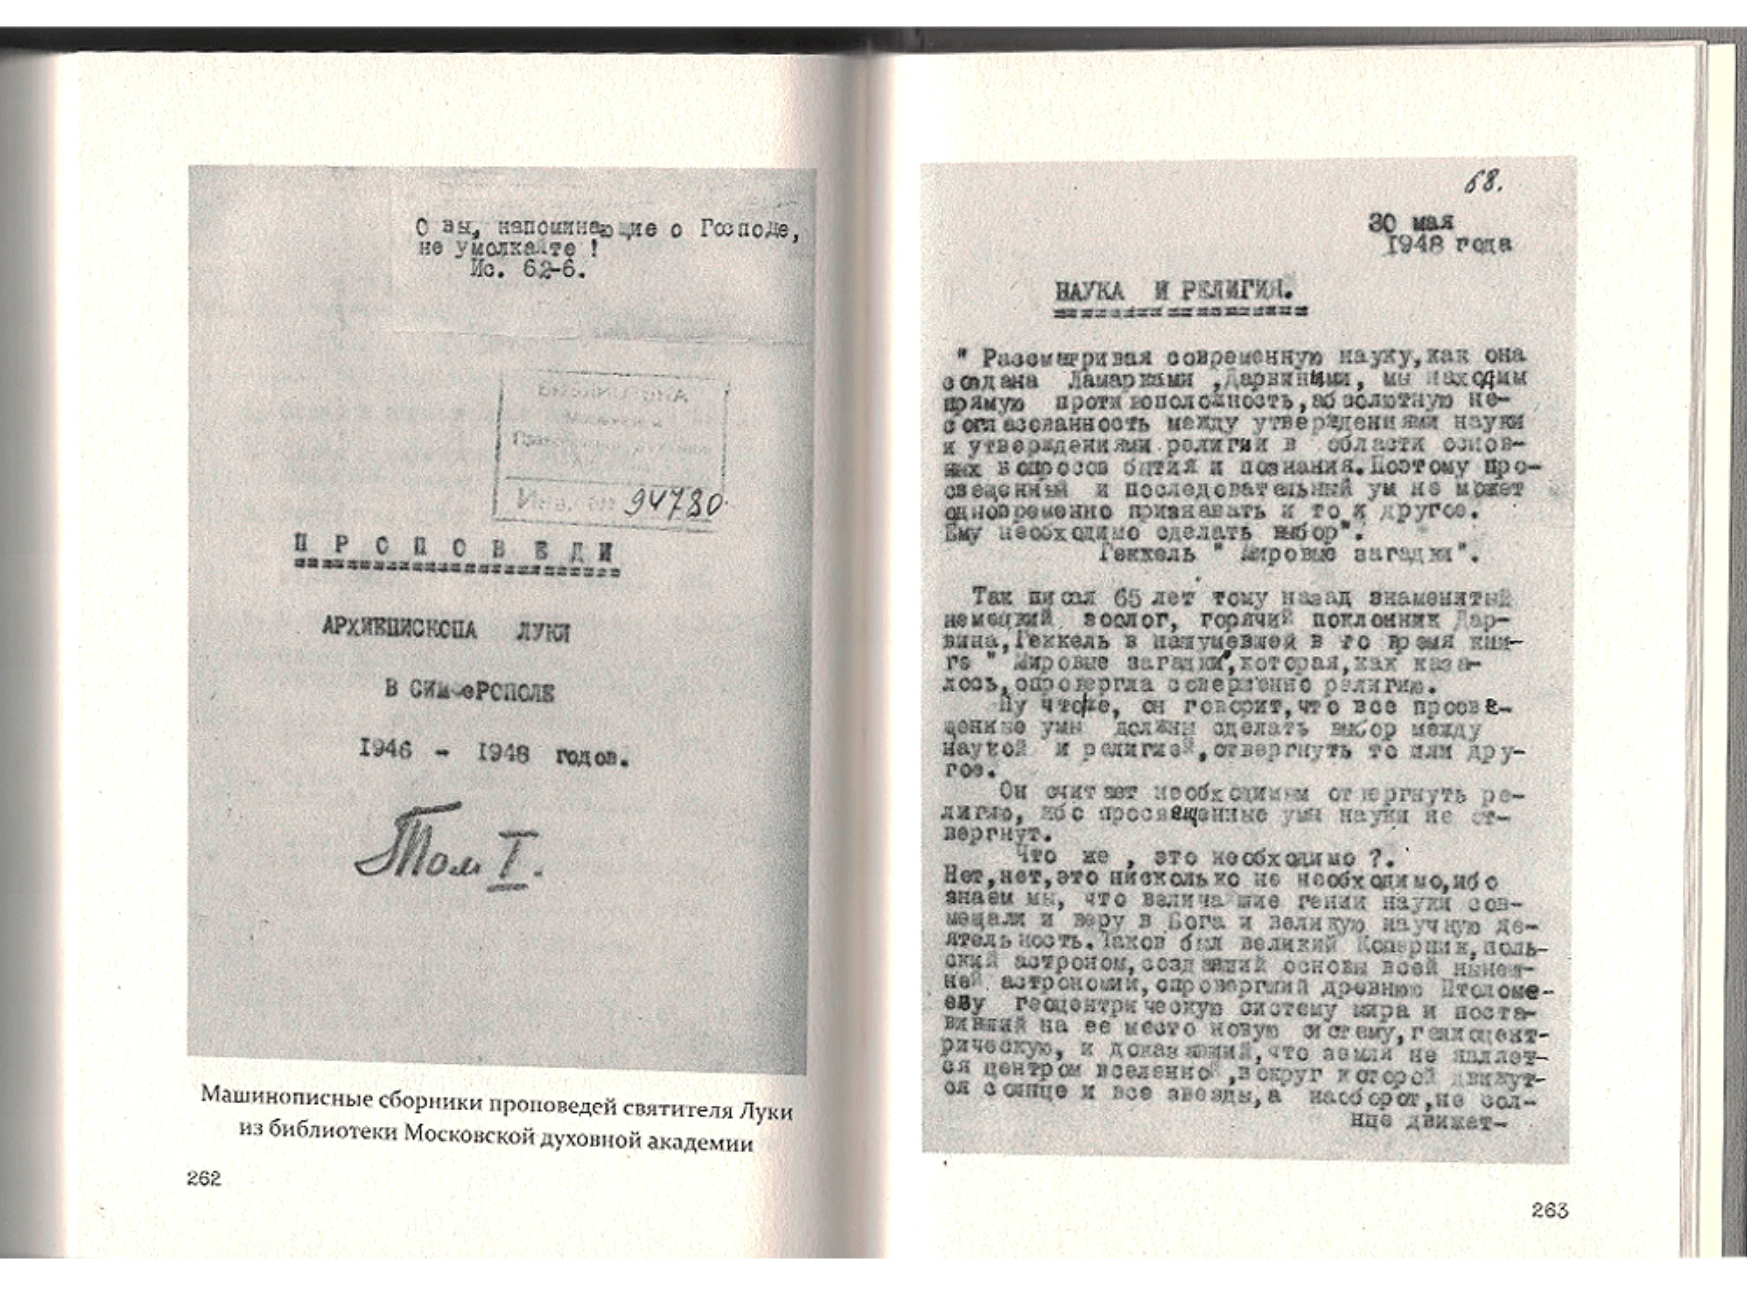 О вы, напоминающие о Господе,
не умолкайте !
Ис. 62-6.
94780
П Р О П О В Е Д И
АРХИЕПИСКОПА ЛУКИ
В СИМФЕРОПОЛЕ
1946 - 1948 годов.
Том I.
Машинописные сборники проповедей святителя Луки
из библиотеки Московской духовной академии
262
68.
30 мая
1948 года
НАУКА И РЕЛИГИЯ.
" Рассматривая современную науку,как она
создана Ламарками ,Дарвинами, мы находим
прямую противоположность,абсолютную не-
согласованность между утверждениями науки
и утверждениями религии в области основ-
ных вопросов бытия и познания.Поэтому про-
свещенный и последовательный ум не может
одновременно признавать и то и другое.
Ему необходимо сделать выбор".
Геккель " Мировые загадки".
Так писал 65 лет тому назад знаменитый
немецкий зоолог, горячий поклонник Дар-
вина,Геккель в нашумевшей в то время кни-
ге " Мировые загадки",которая,как каза-
лось,опровергла совершенно религию.
Ну что же, он говорит,что все просве-
щенные умы должны сделать выбор между
наукой и религией,отвергнуть то или дру-
гое.
Он считает необходимым отвергнуть ре-
лигию, ибо просвещенные умы науки не от-
вергнут.
Что же , это необходимо ?.
Нет,нет,это нисколько не необходимо,ибо
знаем мы, что величайшие гении науки сов-
мещали и веру в Бога и великую научную де-
ятельность.Таков был великий Коперник,поль-
ский астроном,создавший основы всей нынеш-
ней астрономии,опровергший древнюю Птоломе-
еву геоцентрическую систему мира и поста-
вивший на ее место новую систему,гелиоцент-
рическую, и доказавший,что земля не являет-
ся центром вселенной,вокруг которой движут-
ся солнце и все звезды,а наоборот,не сол-
нце движет-
263